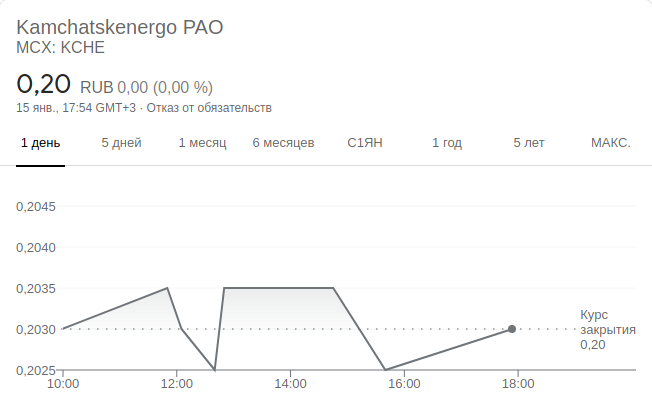 Kamchatskenergo PAO
MCX: KCHE
0,20 RUB 0,00 (0,00 %)
15 янв., 17:54 GMT+3 · Отказ от обязательств
1 день 5 дней 1 месяц 6 месяцев С1ЯН 1 год 5 лет МАКС.
0,2045
0,2040
0,2035
0,2030
0,2025
Курс
закрытия
0,20
10:00 12:00 14:00 16:00 18:00